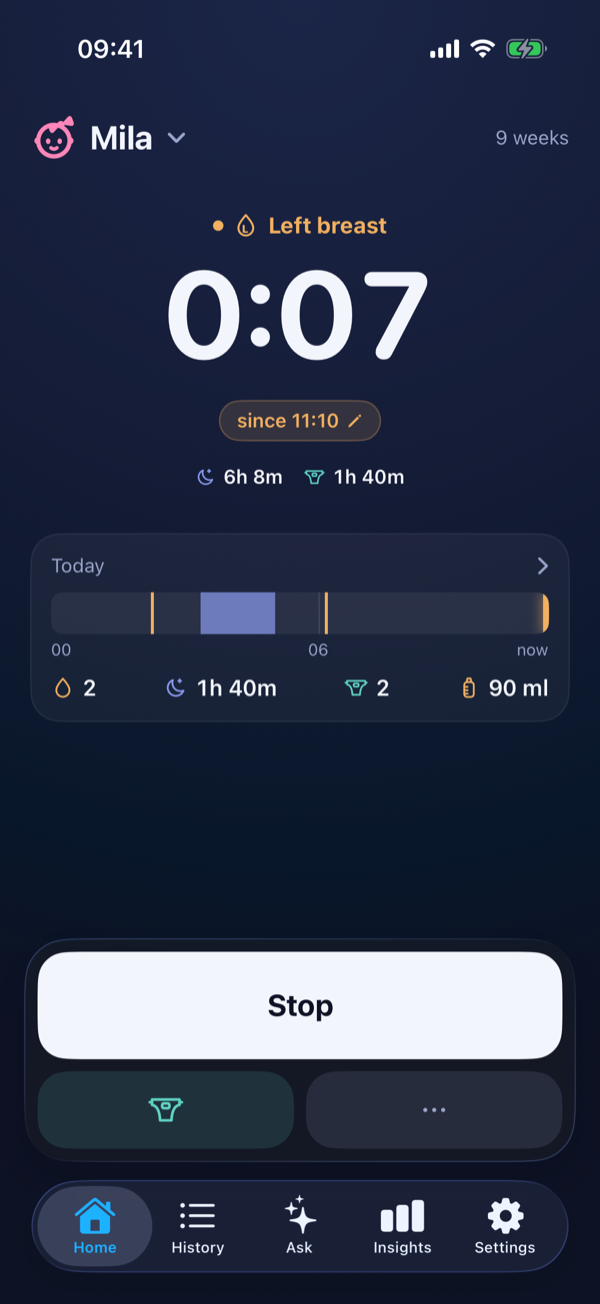 09:41
Mila
9 weeks
L Left breast
0:07
since 11:10
6h 8m 1h 40m
Today
00 06 now
2 1h 40m 2 90 ml
Stop
...
Home History Ask Insights Settings